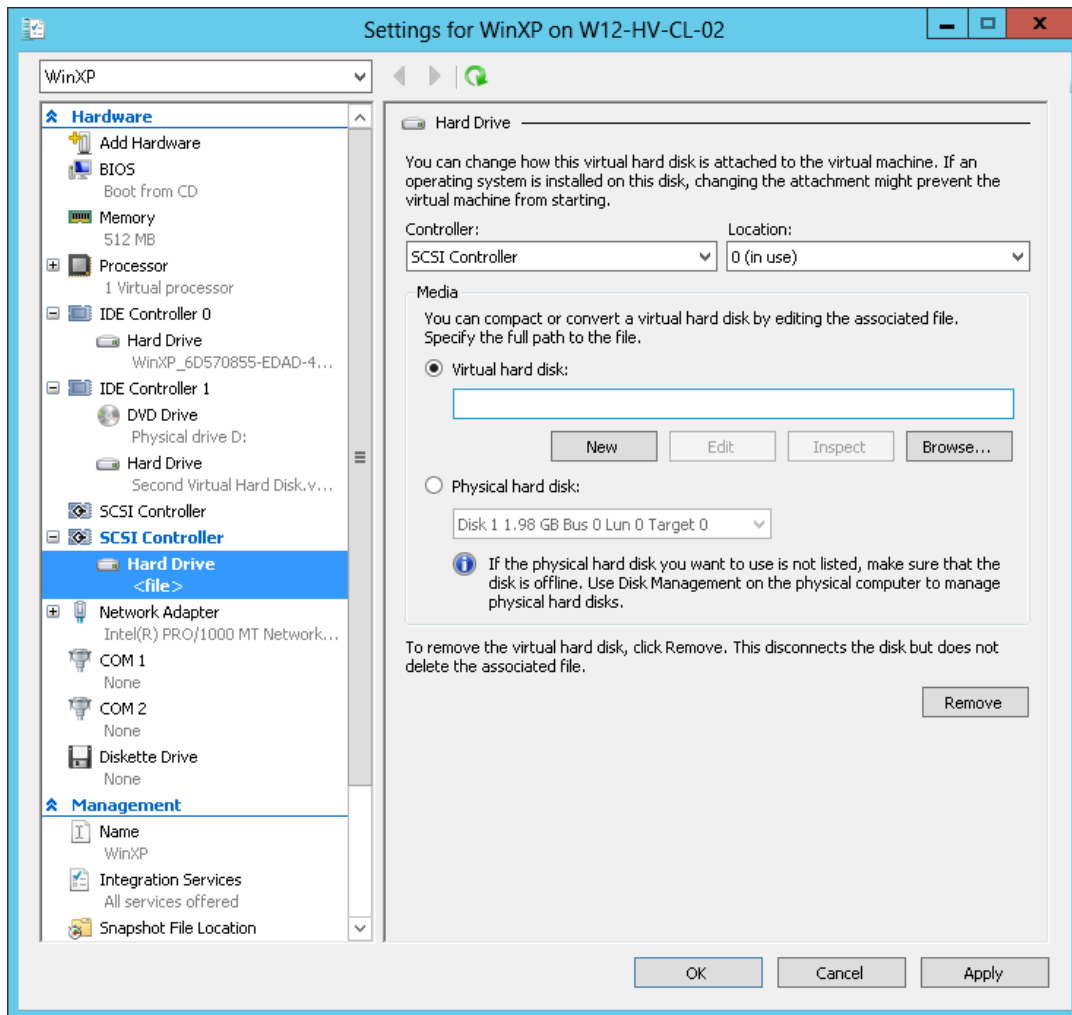 Settings for WinXP on W12-HV-CL-02
WinXP
Hardware
Add Hardware
BIOS
Boot from CD
Memory
512 MB
Processor
1 Virtual processor
IDE Controller 0
Hard Drive
WinXP_6D570855-EDAD-4...
IDE Controller 1
DVD Drive
Physical drive D:
Hard Drive
Second Virtual Hard Disk.v...
SCSI Controller
SCSI Controller
Hard Drive
<file>
Network Adapter
Intel(R) PRO/1000 MT Network...
COM 1
None
COM 2
None
Diskette Drive
None
Management
Name
WinXP
Integration Services
All services offered
Snapshot File Location
Hard Drive
You can change how this virtual hard disk is attached to the virtual machine. If an
operating system is installed on this disk, changing the attachment might prevent the
virtual machine from starting.
Controller: Location:
SCSI Controller 0 (in use)
Media
You can compact or convert a virtual hard disk by editing the associated file.
Specify the full path to the file.
Virtual hard disk:
New Edit Inspect Browse...
Physical hard disk:
Disk 1 1.98 GB Bus 0 Lun 0 Target 0
If the physical hard disk you want to use is not listed, make sure that the
disk is offline. Use Disk Management on the physical computer to manage
physical hard disks.
To remove the virtual hard disk, click Remove. This disconnects the disk but does not
delete the associated file.
Remove
OK Cancel Apply